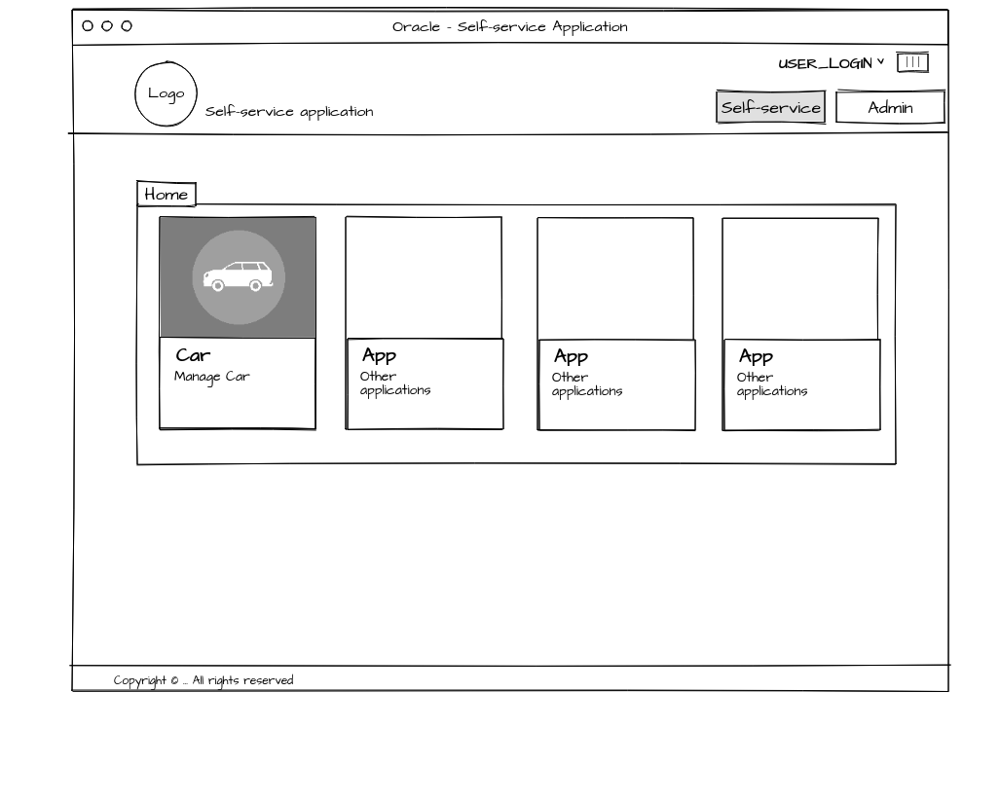 Oracle - Self-service Application
USER_LOGIN
Logo
Self-service application
Self-service
Admin
Home
Car
Manage Car
App
Other
applications
App
Other
applications
App
Other
applications
Copyright © ... All rights reserved